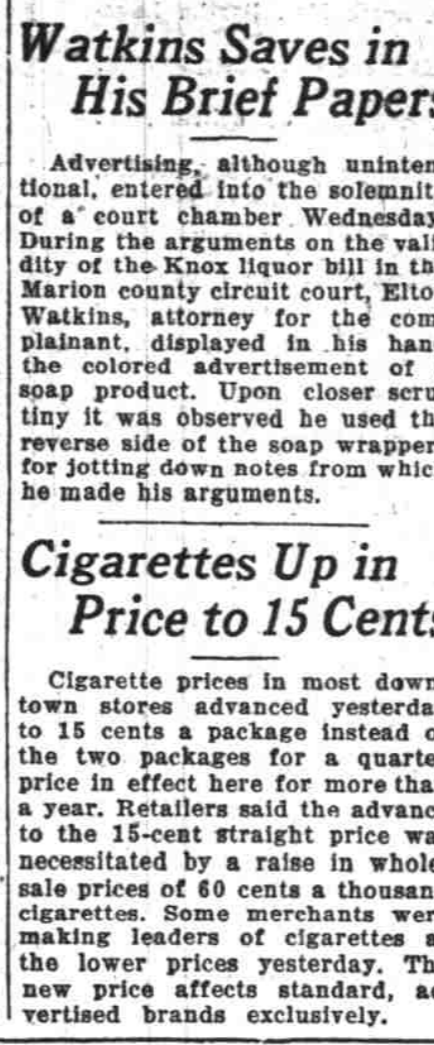 Watkins Saves in
His Brief Papers
Advertising, although uninten
tional, entered into the solemnit
of a court chamber Wednesday
During the arguments on the vali
dity of the Knox liquor bill in th
Marion county circuit court, Elto
Watkins, attorney for the com
plainant, displayed in his han
the colored advertisement of
soap product. Upon closer scru
tiny it was observed he used th
reverse side of the soap wrapper
for jotting down notes from whic
he made his arguments.
Cigarettes Up in
Price to 15 Cents
Cigarette prices in most down
town stores advanced yesterda
to 15 cents a package instead o
the two packages for a quarte
price in effect here for more tha
a year. Retailers said the advanc
to the 15-cent straight price wa
necessitated by a raise in whole
sale prices of 60 cents a thousan
cigarettes. Some merchants wer
making leaders of cigarettes a
the lower prices yesterday. Th
new price affects standard, ad
vertised brands exclusively.